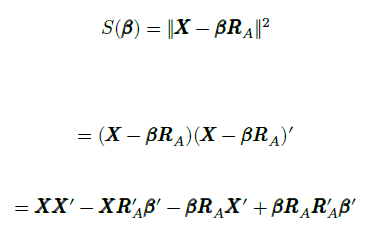 S(β) = ‖X − βR_A‖²
= (X − βR_A)(X − βR_A)′
= XX′ − XR′_Aβ′ − βR_AX′ + βR_AR′_Aβ′